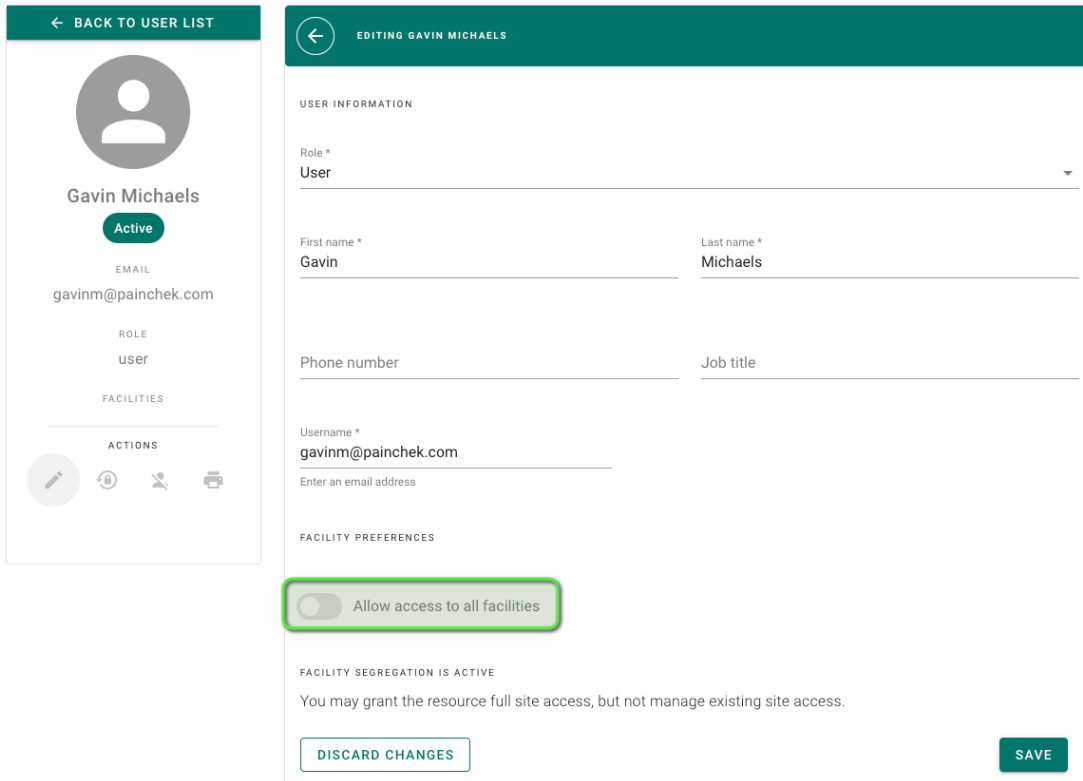 BACK TO USER LIST
Gavin Michaels
Active
EMAIL
gavinm@painchek.com
ROLE
user
FACILITIES
ACTIONS
EDITING GAVIN MICHAELS
USER INFORMATION
Role *
User
First name *
Gavin
Last name *
Michaels
Phone number
Job title
Username *
gavinm@painchek.com
Enter an email address
FACILITY PREFERENCES
Allow access to all facilities
FACILITY SEGREGATION IS ACTIVE
You may grant the resource full site access, but not manage existing site access.
DISCARD CHANGES
SAVE